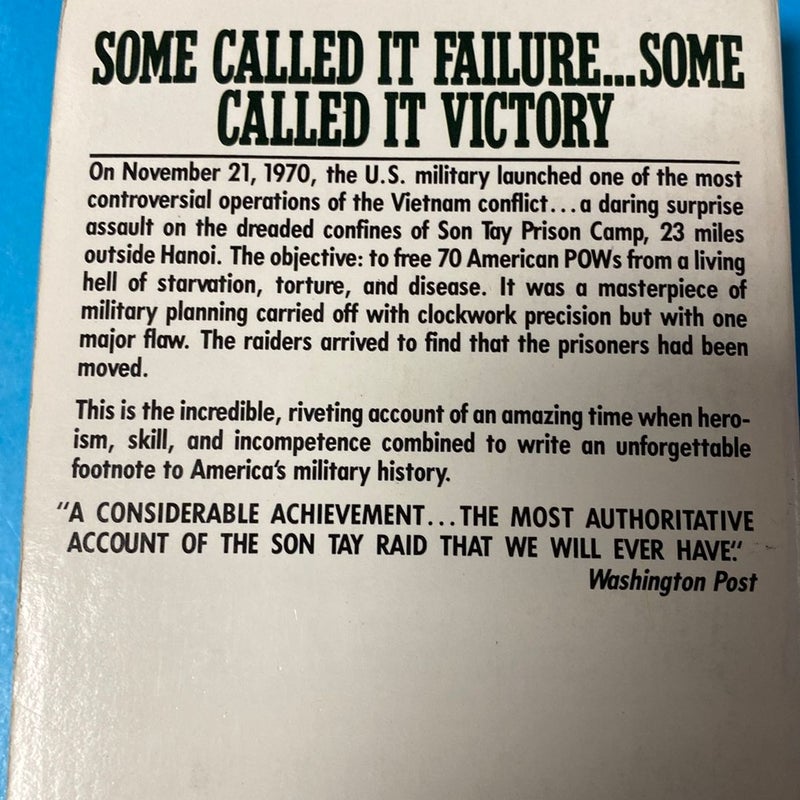 SOME CALLED IT FAILURE...SOME
CALLED IT VICTORY
On November 21, 1970, the U.S. military launched one of the most
controversial operations of the Vietnam conflict...a daring surprise
assault on the dreaded confines of Son Tay Prison Camp, 23 miles
outside Hanoi. The objective: to free 70 American POWs from a living
hell of starvation, torture, and disease. It was a masterpiece of
military planning carried off with clockwork precision but with one
major flaw. The raiders arrived to find that the prisoners had been
moved.
This is the incredible, riveting account of an amazing time when hero-
ism, skill, and incompetence combined to write an unforgettable
footnote to America's military history.
"A CONSIDERABLE ACHIEVEMENT...THE MOST AUTHORITATIVE
ACCOUNT OF THE SON TAY RAID THAT WE WILL EVER HAVE."
Washington Post